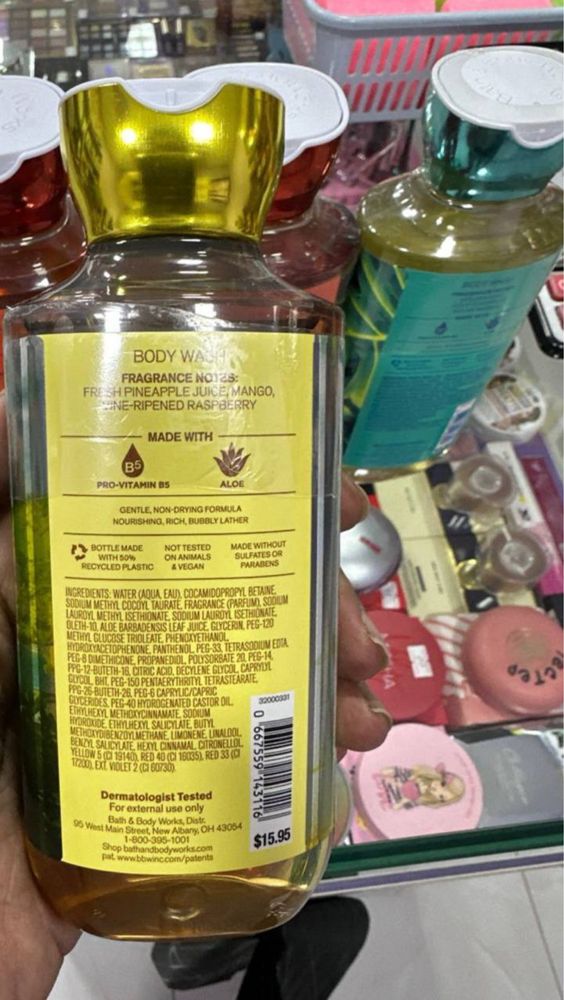 BODY WASH
FRAGRANCE NOTES:
FRESH PINEAPPLE JUICE, MANGO,
VINE-RIPENED RASPBERRY
MADE WITH
B5
PRO-VITAMIN B5
ALOE
GENTLE, NON-DRYING FORMULA
NOURISHING, RICH, BUBBLY LATHER
BOTTLE MADE
WITH 50%
RECYCLED PLASTIC
NOT TESTED
ON ANIMALS
& VEGAN
MADE WITHOUT
SULFATES OR
PARABENS
INGREDIENTS: WATER (AQUA, EAU), COCAMIDOPROPYL BETAINE,
SODIUM METHYL COCOYL TAURATE, FRAGRANCE (PARFUM), SODIUM
LAUROYL METHYL ISETHIONATE, SODIUM LAUROYL ISETHIONATE,
OLETH-10, ALOE BARBADENSIS LEAF JUICE, GLYCERIN, PEG-120
METHYL GLUCOSE TRIOLEATE, PHENOXYETHANOL,
HYDROXYACETOPHENONE, PANTHENOL, PEG-33, TETRASODIUM EDTA,
PEG-8 DIMETHICONE, PROPANEDIOL, POLYSORBATE 20, PEG-14,
PPG-12-BUTETH-16, CITRIC ACID, DECYLENE GLYCOL, CAPRYLYL
GLYCOL, BHT, PEG-150 PENTAERYTHRITYL TETRASTEARATE,
PPG-26-BUTETH-26, PEG-6 CAPRYLIC/CAPRIC
GLYCERIDES, PEG-40 HYDROGENATED CASTOR OIL,
ETHYLHEXYL METHOXYCINNAMATE, SODIUM
HYDROXIDE, ETHYLHEXYL SALICYLATE, BUTYL
METHOXYDIBENZOYLMETHANE, LIMONENE, LINALOOL,
BENZYL SALICYLATE, HEXYL CINNAMAL, CITRONELLOL,
YELLOW 5 (CI 19140), RED 40 (CI 16035), RED 33 (CI
17200), EXT. VIOLET 2 (CI 60730).
32000331
0 667559 143116
$15.95
Dermatologist Tested
For external use only
Bath & Body Works, Distr.
95 West Main Street, New Albany, OH 43054
1-800-395-1001
Shop bathandbodyworks.com
pat. www.bbwinc.com/patents
BODY WASH